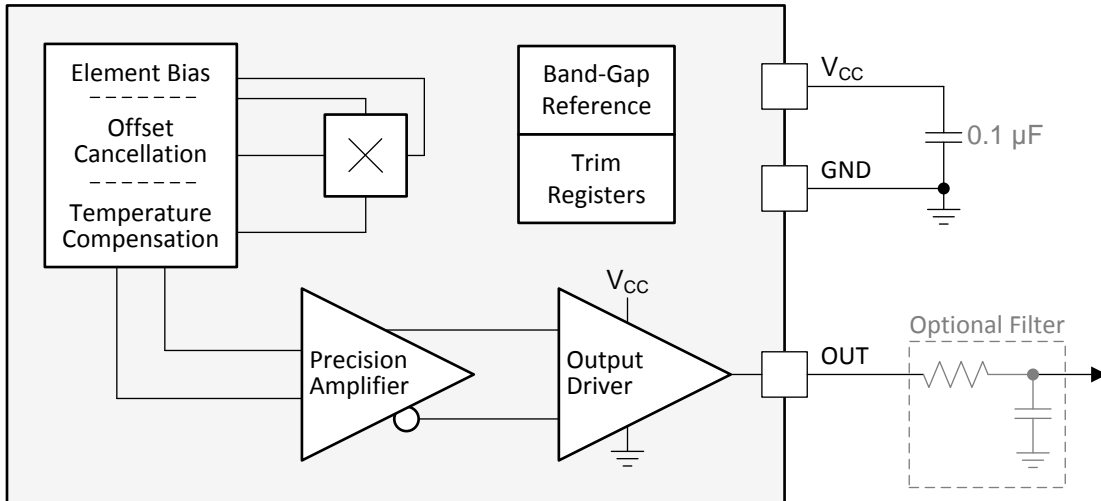 Element Bias
Offset
Cancellation
Temperature
Compensation
Band-Gap
Reference
Trim
Registers
VCC
0.1 µF
GND
Precision
Amplifier
VCC
Output
Driver
OUT
Optional Filter